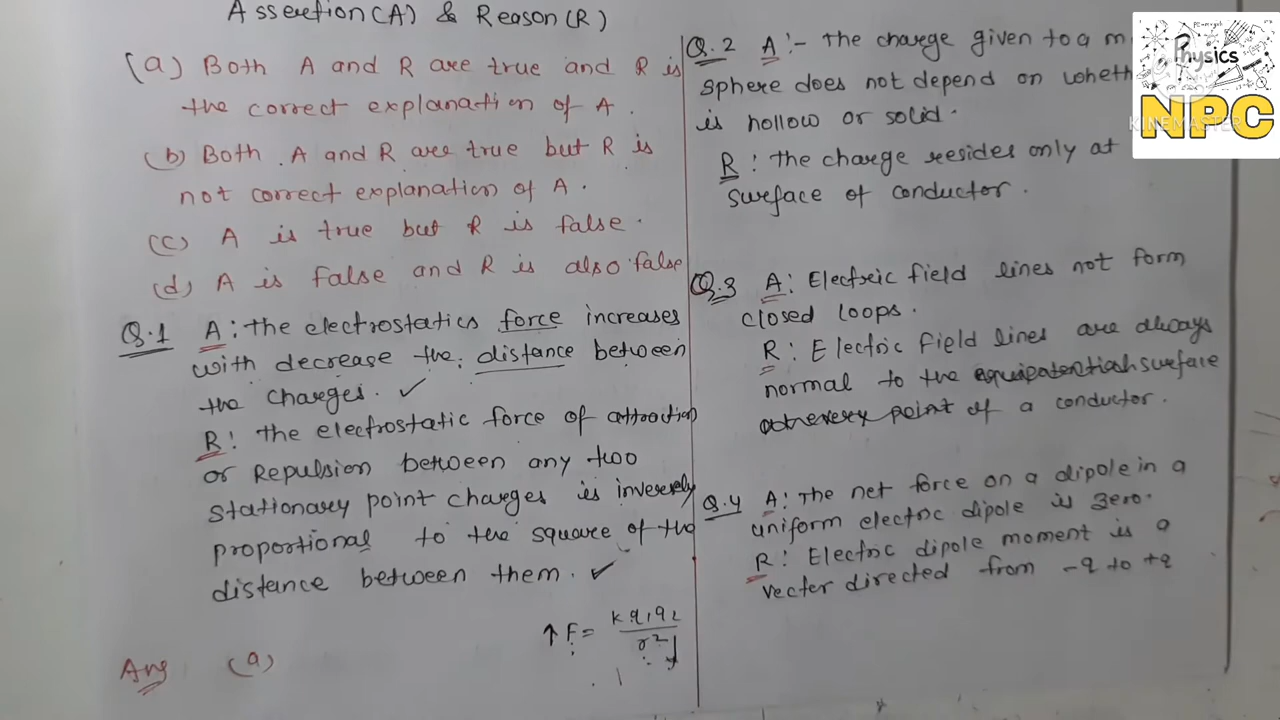 Assertion(A) & Reason(R)
(a) Both A and R are true and R is
the correct explanation of A.
(b) Both A and R are true but R is
not correct explanation of A.
(c) A is true but R is false.
(d) A is false and R is also false
Q.1 A: the electrostatics force increases
with decrease the distance between
the charges. ✓
R: the electrostatic force of attraction
or Repulsion between any two
stationary point charges is inversely
proportional to the square of the
distance between them. ✓
↑ F = k q1 q2 / r2
Ans (a)
Q.2 A:- the charge given to a m
sphere does not depend on wheth
is hollow or solid.
R: the charge resides only at
surface of conductor.
Q.3 A: Electric field lines not form
closed loops.
R: Electric field lines are always
normal to the equipotential surface
at every point of a conductor.
Q.4 A: The net force on a dipole in a
uniform electric dipole is zero.
R: Electric dipole moment is a
vecter directed from -q to +q
Physics
NPC
KINEMASTER